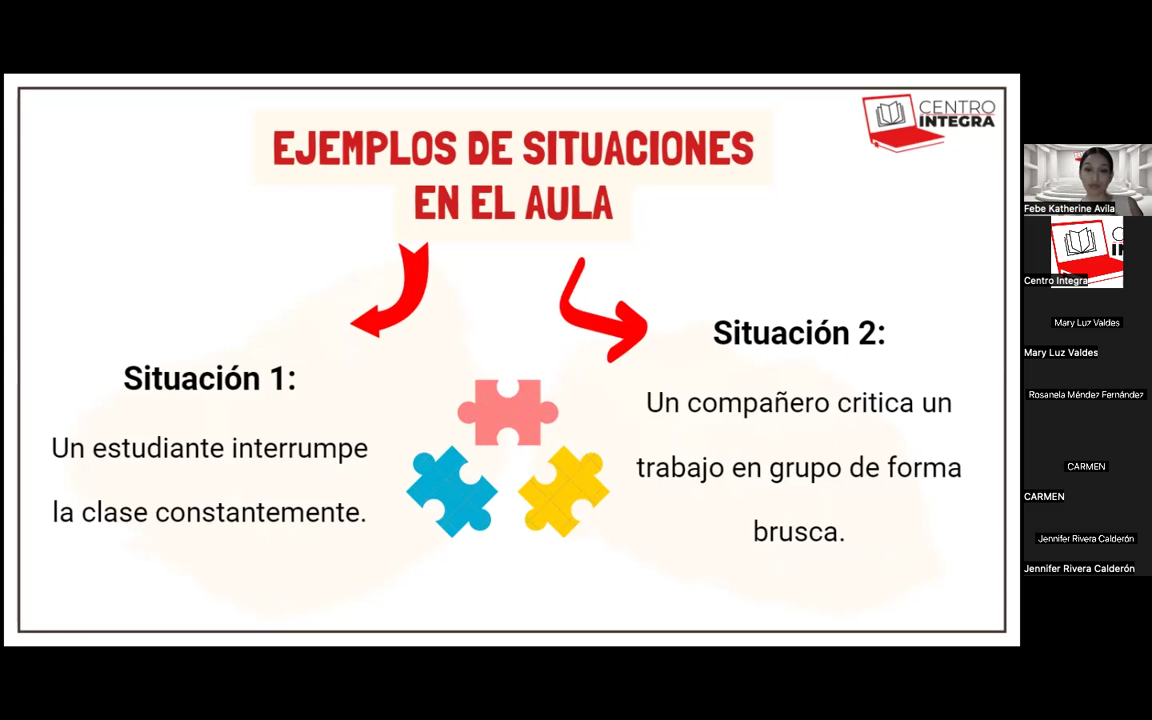 EJEMPLOS DE SITUACIONES
EN EL AULA
CENTRO
INTEGRA
Situación 1:
Un estudiante interrumpe
la clase constantemente.
Situación 2:
Un compañero critica un
trabajo en grupo de forma
brusca.
Febe Katherine Avila
Centro Integra
Mary Luz Valdes
Mary Luz Valdes
Rosanela Méndez Fernández
CARMEN
CARMEN
Jennifer Rivera Calderón
Jennifer Rivera Calderón